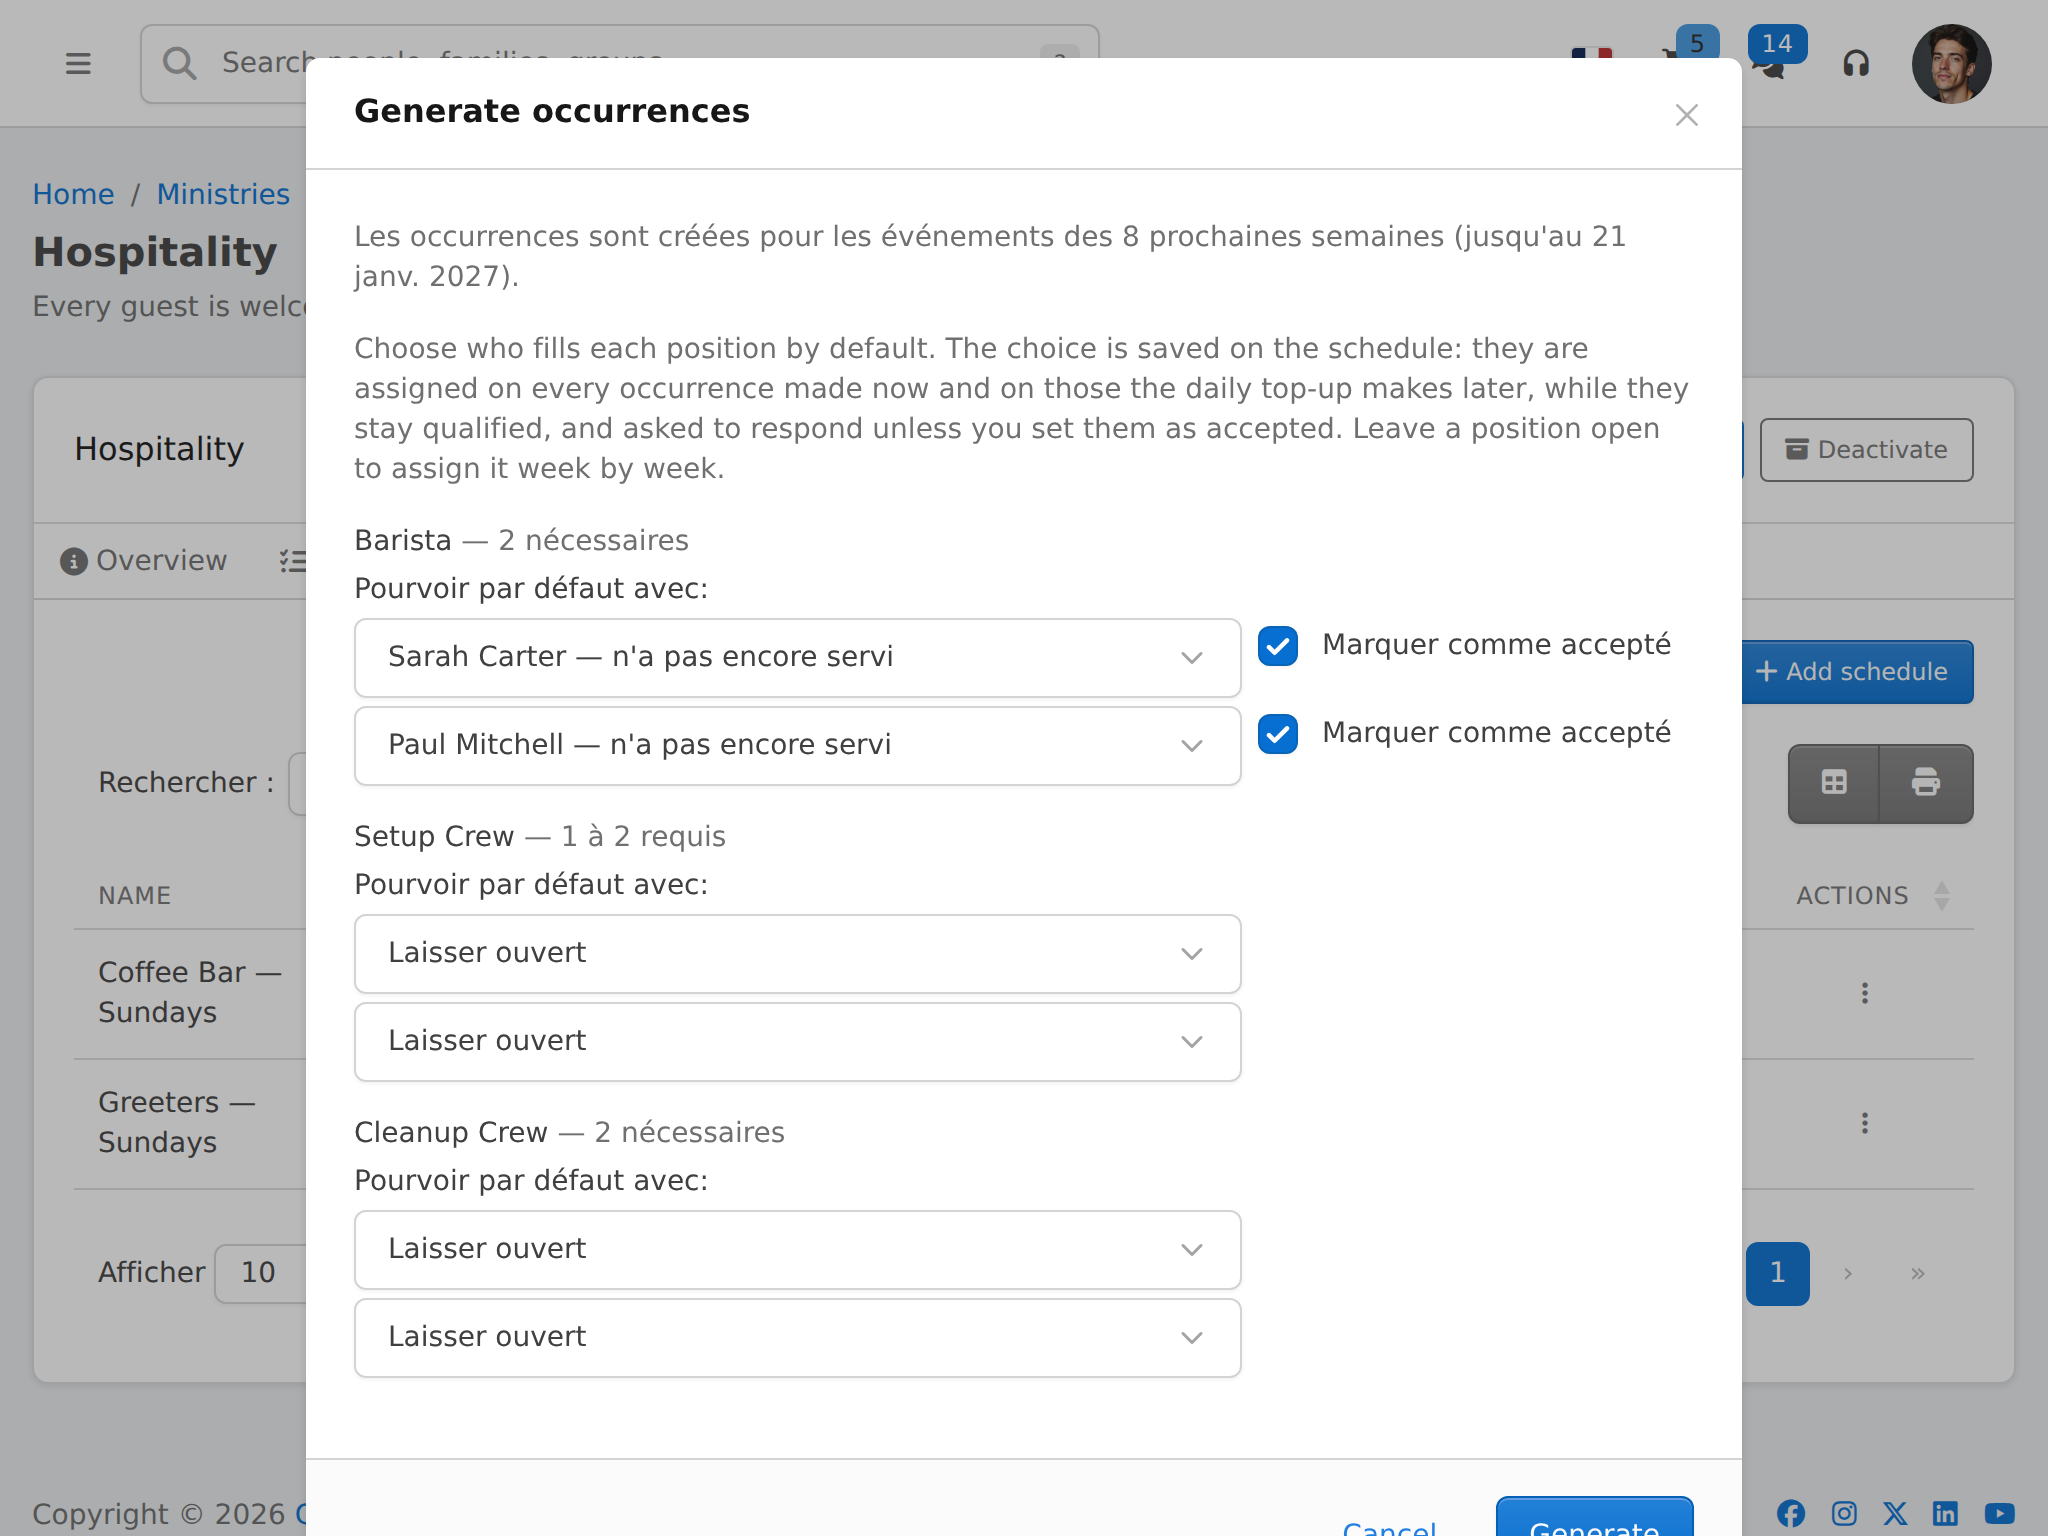 Search people, families, groups
5
14
Generate occurrences
Home / Ministries
Hospitality
Every guest is
Les occurrences sont créées pour les événements des 8 prochaines semaines (jusqu'au 21
janv. 2027).
Choose who fills each position by default. The choice is saved on the schedule: they are
assigned on every occurrence made now and on those the daily top-up makes later, while they
stay qualified, and asked to respond unless you set them as accepted. Leave a position open
to assign it week by week.
Hospitality
Deactivate
Overview
Barista — 2 nécessaires
Pourvoir par défaut avec:
Sarah Carter — n'a pas encore servi
Marquer comme accepté
Add schedule
Paul Mitchell — n'a pas encore servi
Marquer comme accepté
Rechercher :
Setup Crew — 1 à 2 requis
Pourvoir par défaut avec:
NAME
ACTIONS
Laisser ouvert
Coffee Bar —
Sundays
Laisser ouvert
Greeters —
Sundays
Cleanup Crew — 2 nécessaires
Pourvoir par défaut avec:
Laisser ouvert
Laisser ouvert
Afficher 10
1 › »
Cancel
Generate
Copyright © 2026